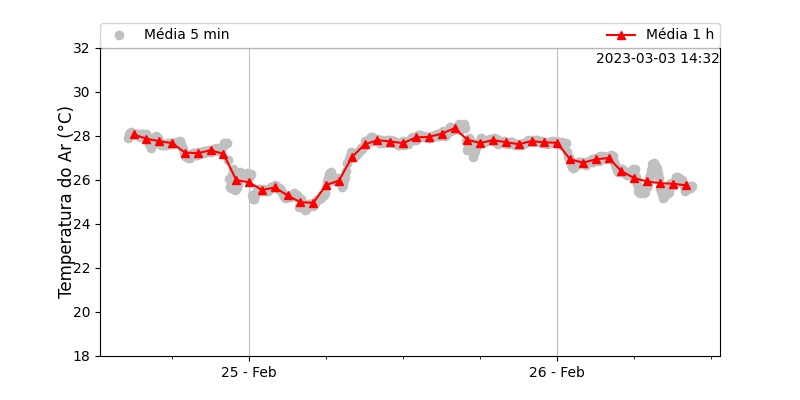 Média 5 min
Média 1 h
2023-03-03 14:32
Temperatura do Ar (°C)
32
30
28
26
24
22
20
18
25 - Feb
26 - Feb